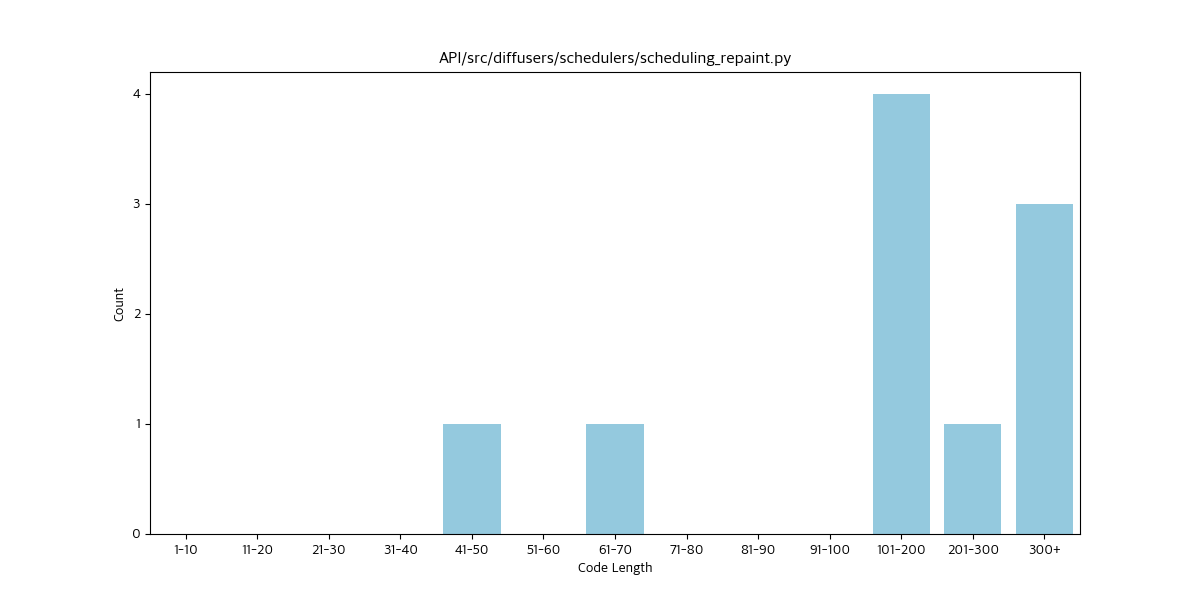 API/src/diffusers/schedulers/scheduling_repaint.py
Count
4
3
2
1
0
1-10 11-20 21-30 31-40 41-50 51-60 61-70 71-80 81-90 91-100 101-200 201-300 300+
Code Length